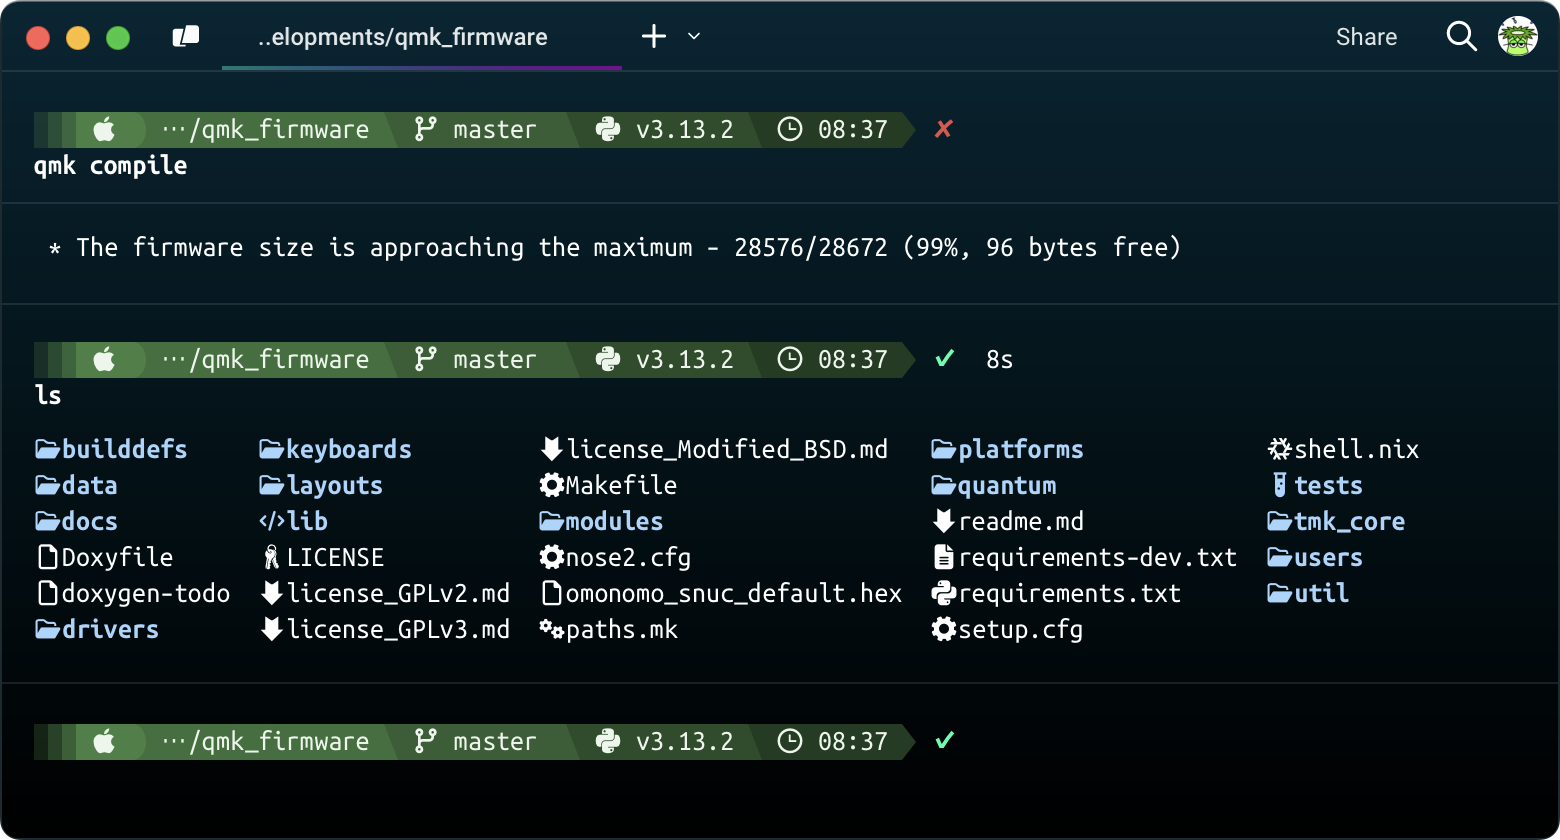 ..elopments/qmk_firmware
Share
···/qmk_firmware master v3.13.2 08:37 ✘
qmk compile
* The firmware size is approaching the maximum - 28576/28672 (99%, 96 bytes free)
···/qmk_firmware master v3.13.2 08:37 ✔ 8s
ls
builddefs keyboards license_Modified_BSD.md platforms shell.nix
data layouts Makefile quantum tests
docs lib modules readme.md tmk_core
Doxyfile LICENSE nose2.cfg requirements-dev.txt users
doxygen-todo license_GPLv2.md omonomo_snuc_default.hex requirements.txt util
drivers license_GPLv3.md paths.mk setup.cfg
···/qmk_firmware master v3.13.2 08:37 ✔